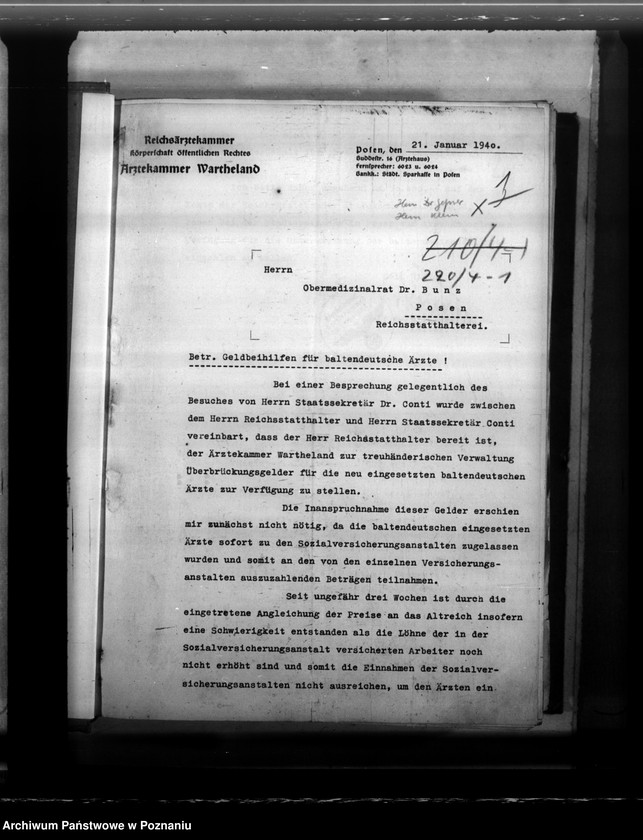 Reichsärztekammer
Körperschaft öffentlichen Rechtes
Ärztekammer Wartheland
Posen, den 21. Januar 1940.
Buddestr. 16 (Ärztehaus)
Fernsprecher: 6023 u. 6024
Bankk.: Städt. Sparkasse in Posen
Herrn Dr.
Herrn Klein
210/4-1
220/4-1
Herrn
Obermedizinalrat Dr. B u n z
P o s e n
Reichsstatthalterei.
Betr. Geldbeihilfen für baltendeutsche Ärzte !
Bei einer Besprechung gelegentlich des
Besuches von Herrn Staatssekretär Dr. Conti wurde zwischen
dem Herrn Reichsstatthalter und Herrn Staatssekretär Conti
vereinbart, dass der Herr Reichsstatthalter bereit ist,
der Ärztekammer Wartheland zur treuhänderischen Verwaltung
Überbrückungsgelder für die neu eingesetzten baltendeutschen
Ärzte zur Verfügung zu stellen.
Die Inanspruchnahme dieser Gelder erschien
mir zunächst nicht nötig, da die baltendeutschen eingesetzten
Ärzte sofort zu den Sozialversicherungsanstalten zugelassen
wurden und somit an den von den einzelnen Versicherungs-
anstalten auszuzahlenden Beträgen teilnahmen.
Seit ungefähr drei Wochen ist durch die
eingetretene Angleichung der Preise an das Altreich insofern
eine Schwierigkeit entstanden als die Löhne der in der
Sozialversicherungsanstalt versicherten Arbeiter noch
nicht erhöht sind und somit die Einnahmen der Sozialver-
sicherungsanstalten nicht ausreichen, um den Ärzten ein
Archiwum Państwowe w Poznaniu